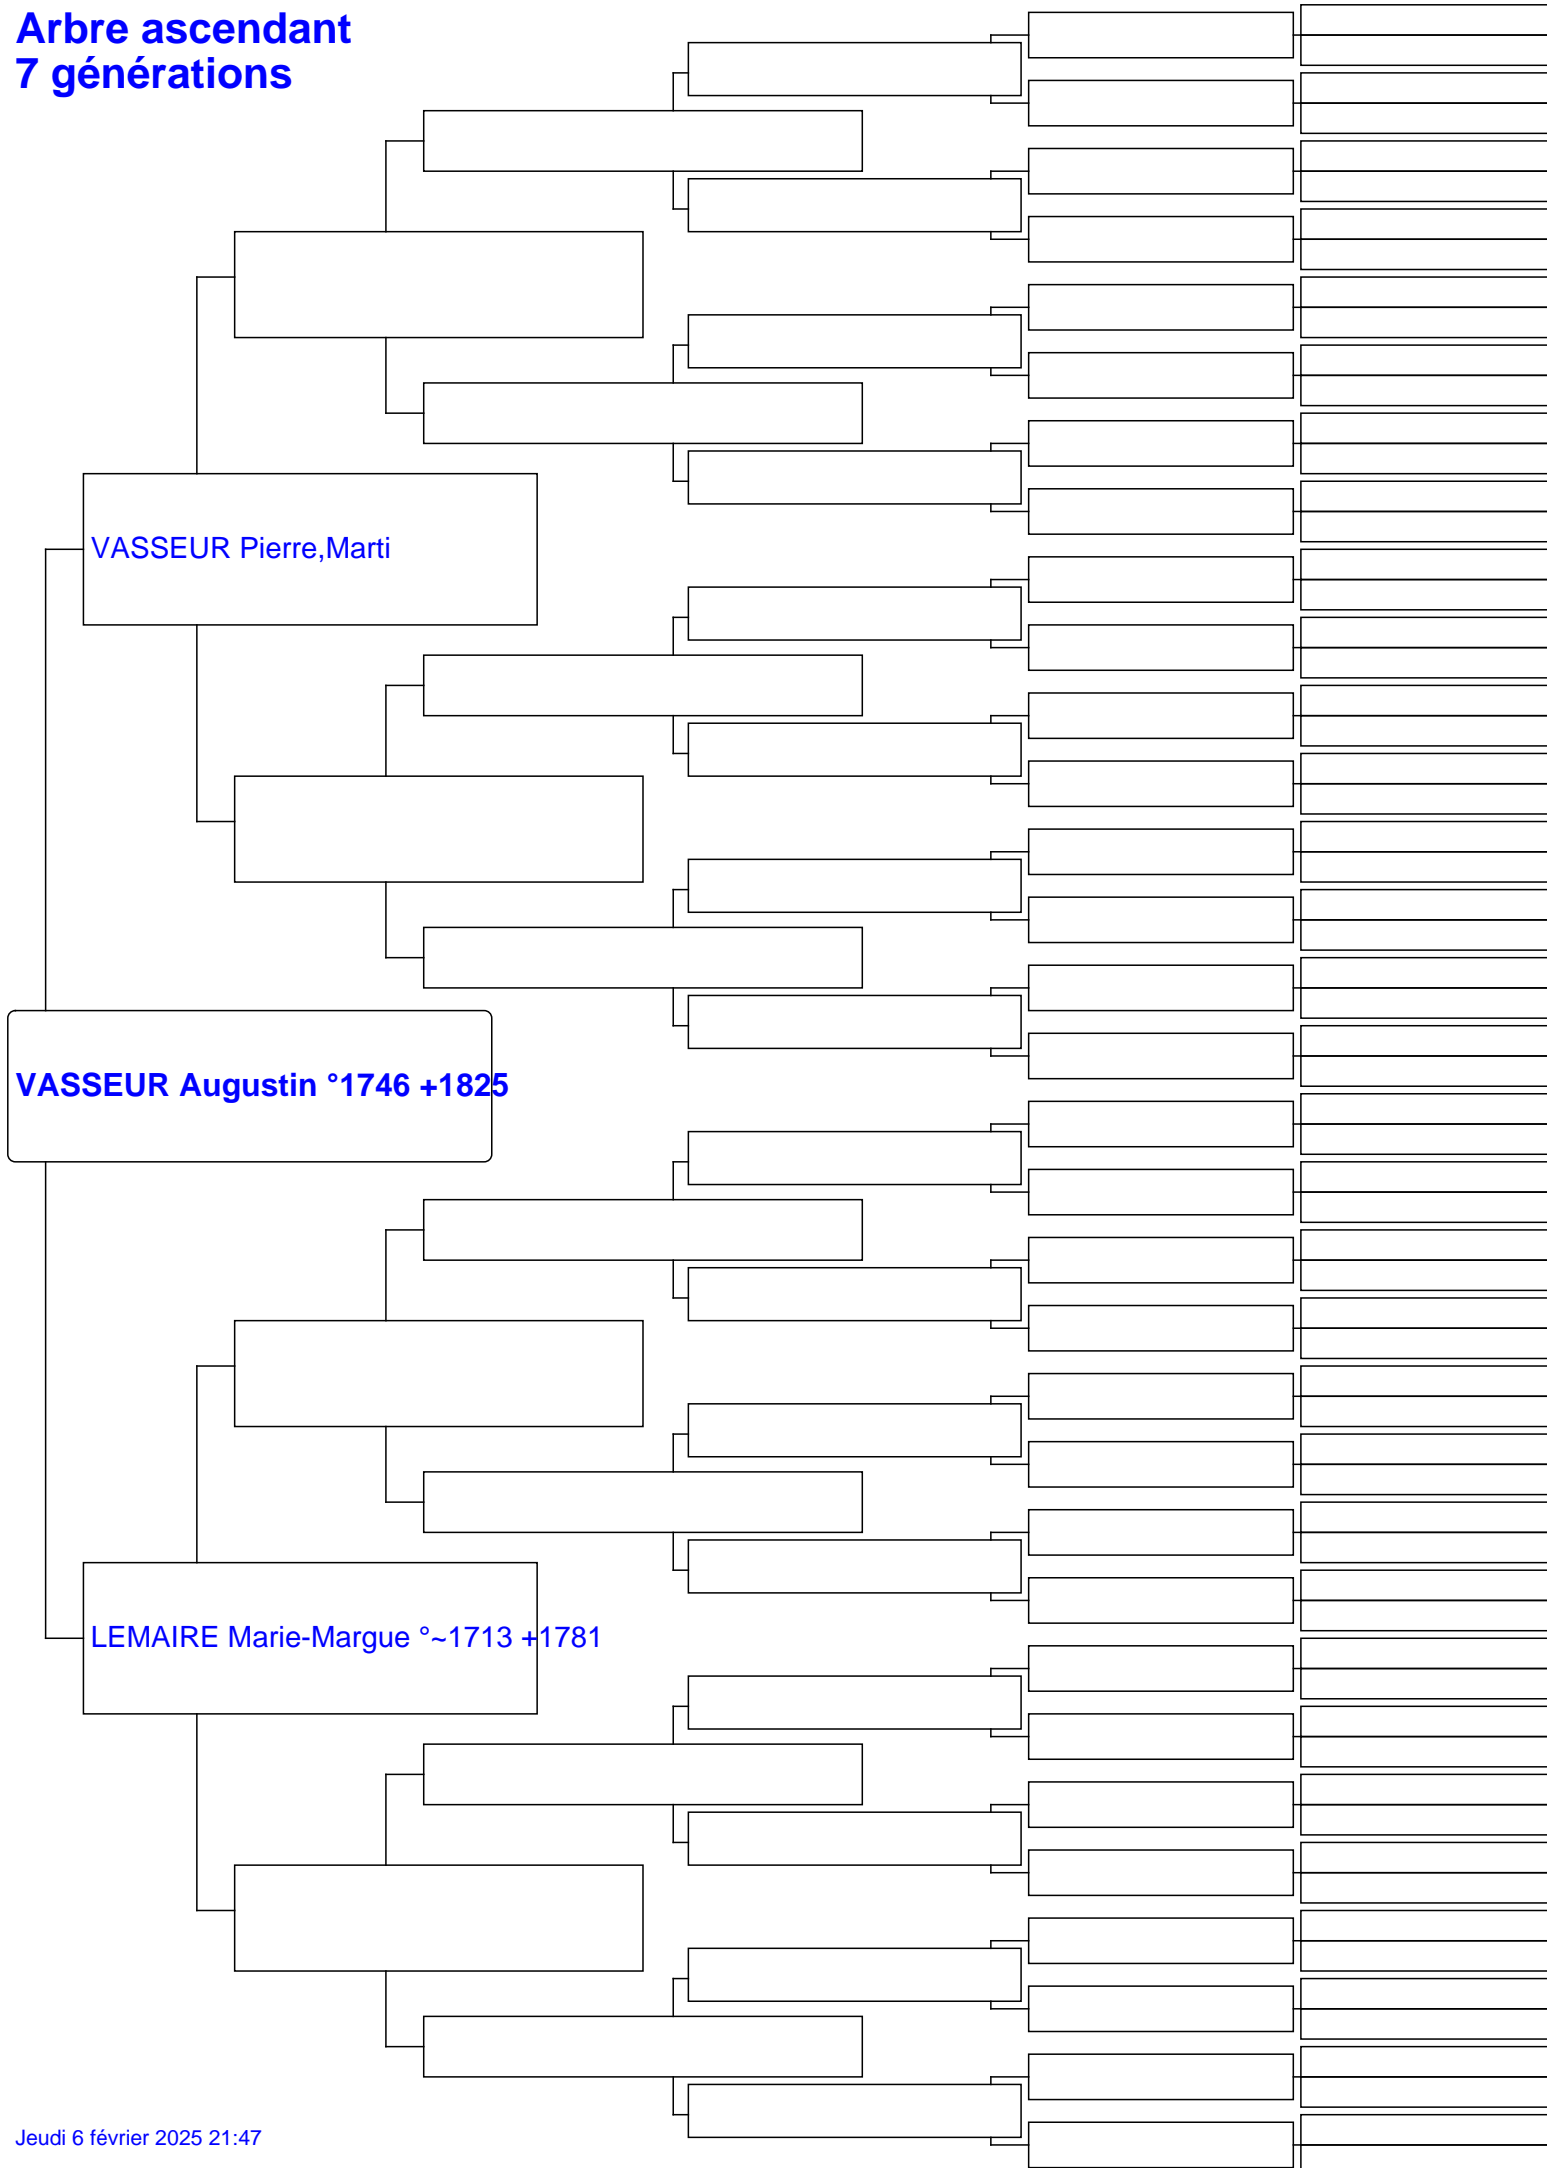 Arbre ascendant
7 générations
VASSEUR Pierre,Marti
VASSEUR Augustin °1746 +1825
LEMAIRE Marie-Margue °~1713 +1781
Jeudi 6 février 2025 21:47